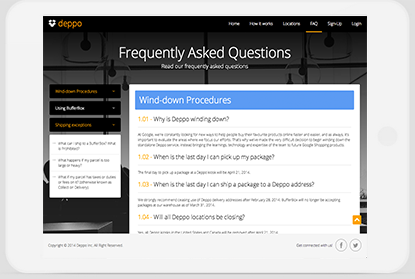 deppo
Home How it works Locations FAQ Sign-Up Login
Frequently Asked Questions
Read our frequently asked questions
Wind-down Procedures
Using BufferBox
Shipping exceptions
What can I ship to a BufferBox? What
is Prohibited?
What happens if my parcel is too
large or heavy?
What if my parcel has taxes or duties
or fees on it? (otherwise known as
Collect on Delivery)
Wind-down Procedures
1.01 - Why is Deppo winding down?
At Google, we're constantly looking for new ways to help people buy their favourite products online faster and easier, and as always, it's
important to evaluate the areas where we focus our efforts. That's why we've made the very difficult decision to begin winding down the
standalone Deppo service. Instead bringing the learnings, technology and expertise of the team to future Google Shopping products.
1.02 - When is the last day I can pick up my package?
The final day to pick up a package at a Deppo kiosk will be April 21, 2014.
1.03 - When is the last day I can ship a package to a Deppo address?
We strongly recommend ceasing use of Deppo delivery addresses after February 28, 2014. BufferBox will no longer be accepting
packages at our warehouse as of March 31, 2014.
1.04 - Will all Deppo locations be closing?
Yes, all Deppo kiosks in the United States and Canada will be removed after April 21, 2014.
Copyright © 2014 Deppo Inc. All Right Reserved
Get connected with us!